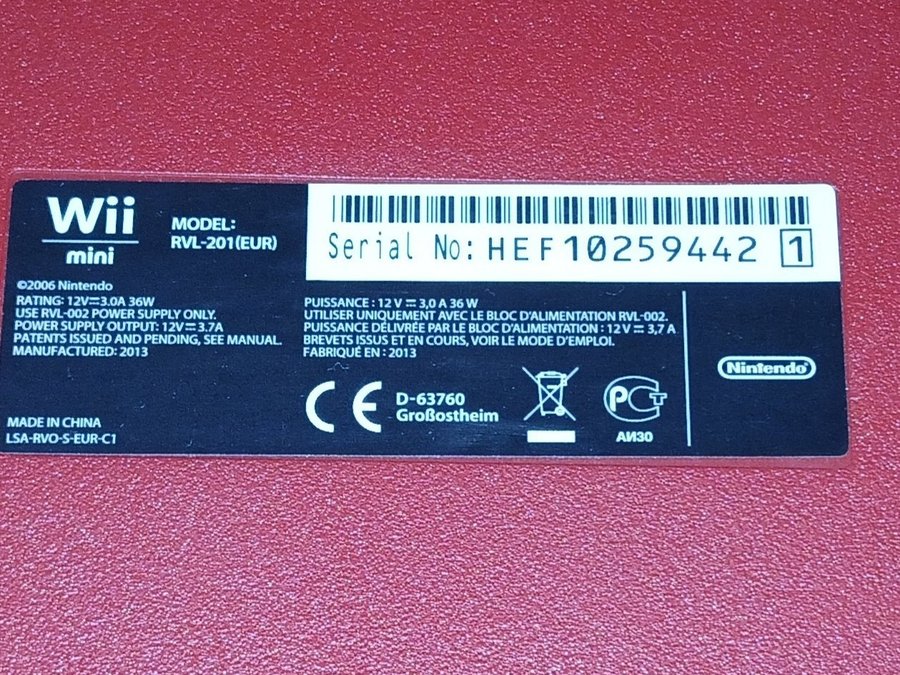 Wii
mini
MODEL:
RVL-201(EUR)
Serial No: HEF10259442 1
©2006 Nintendo
RATING: 12V⎓3.0A 36W
USE RVL-002 POWER SUPPLY ONLY.
POWER SUPPLY OUTPUT: 12V⎓3.7A
PATENTS ISSUED AND PENDING, SEE MANUAL.
MANUFACTURED: 2013
MADE IN CHINA
LSA-RVO-S-EUR-C1
PUISSANCE : 12 V ⎓ 3,0 A 36 W
UTILISER UNIQUEMENT AVEC LE BLOC D'ALIMENTATION RVL-002.
PUISSANCE DÉLIVRÉE PAR LE BLOC D'ALIMENTATION : 12 V ⎓ 3,7 A
BREVETS ISSUS ET EN COURS, VOIR LE MODE D'EMPLOI.
FABRIQUÉ EN : 2013
CE
D-63760
Großostheim
РСТ
АИ30
Nintendo